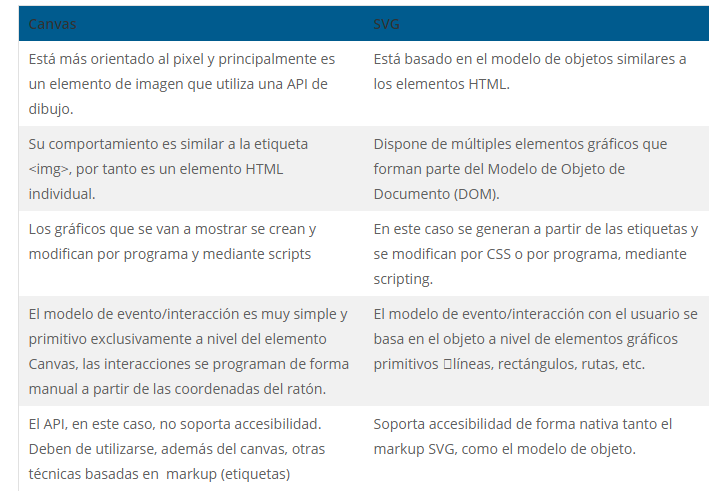 Canvas
SVG
Está más orientado al pixel y principalmente es
un elemento de imagen que utiliza una API de
dibujo.
Está basado en el modelo de objetos similares a
los elementos HTML.
Su comportamiento es similar a la etiqueta
<img>, por tanto es un elemento HTML
individual.
Dispone de múltiples elementos gráficos que
forman parte del Modelo de Objeto de
Documento (DOM).
Los gráficos que se van a mostrar se crean y
modifican por programa y mediante scripts
En este caso se generan a partir de las etiquetas y
se modifican por CSS o por programa, mediante
scripting.
El modelo de evento/interacción es muy simple y
primitivo exclusivamente a nivel del elemento
Canvas, las interacciones se programan de forma
manual a partir de las coordenadas del ratón.
El modelo de evento/interacción con el usuario se
basa en el objeto a nivel de elementos gráficos
primitivos líneas, rectángulos, rutas, etc.
El API, en este caso, no soporta accesibilidad.
Deben de utilizarse, además del canvas, otras
técnicas basadas en markup (etiquetas)
Soporta accesibilidad de forma nativa tanto el
markup SVG, como el modelo de objeto.